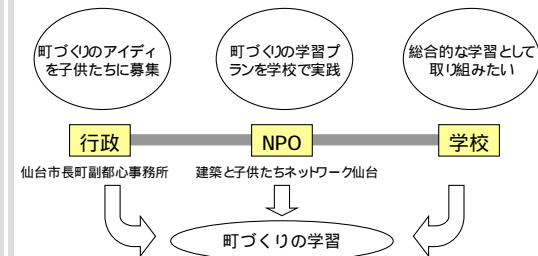 町づくりのアイディ
を子供たちに募集
町づくりの学習プ
ランを学校で実践
総合的な学習として
取り組みたい
行政
NPO
学校
仙台市長町副都心事務所
建築と子供たちネットワーク仙台
町づくりの学習